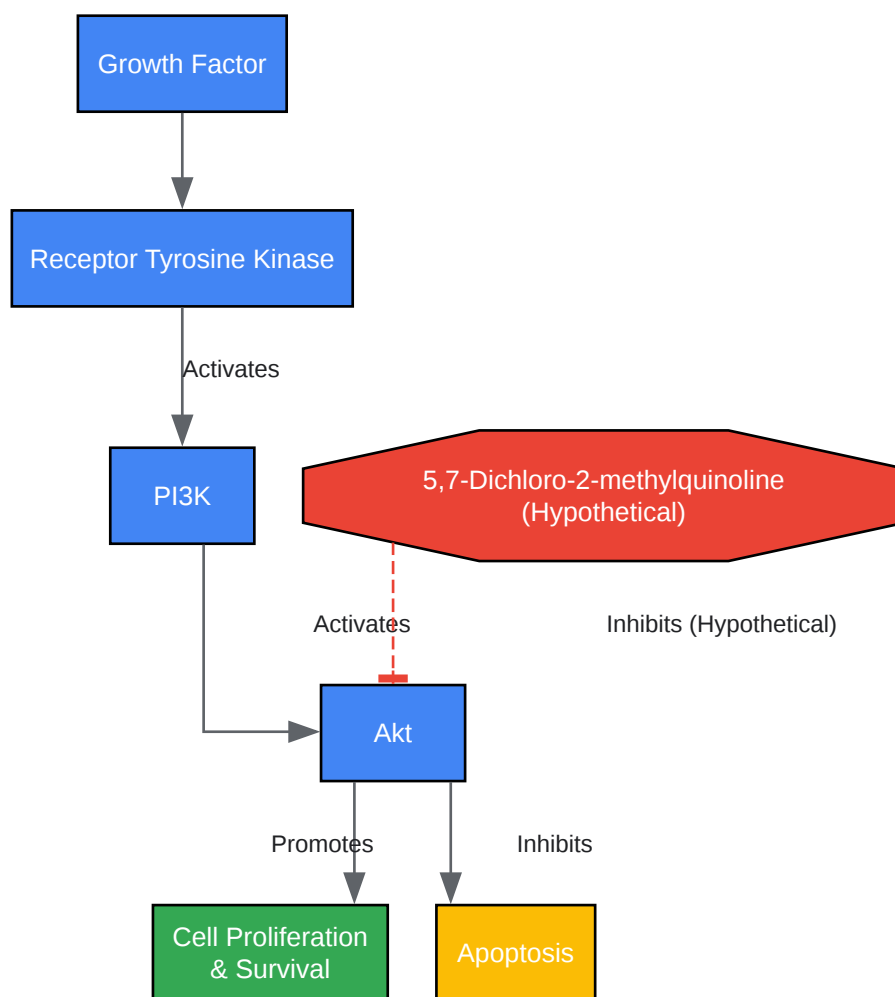 Growth Factor
Receptor Tyrosine Kinase
Activates
PI3K
5,7-Dichloro-2-methylquinoline
(Hypothetical)
Activates
Inhibits (Hypothetical)
Akt
Promotes
Inhibits
Cell Proliferation
& Survival
Apoptosis